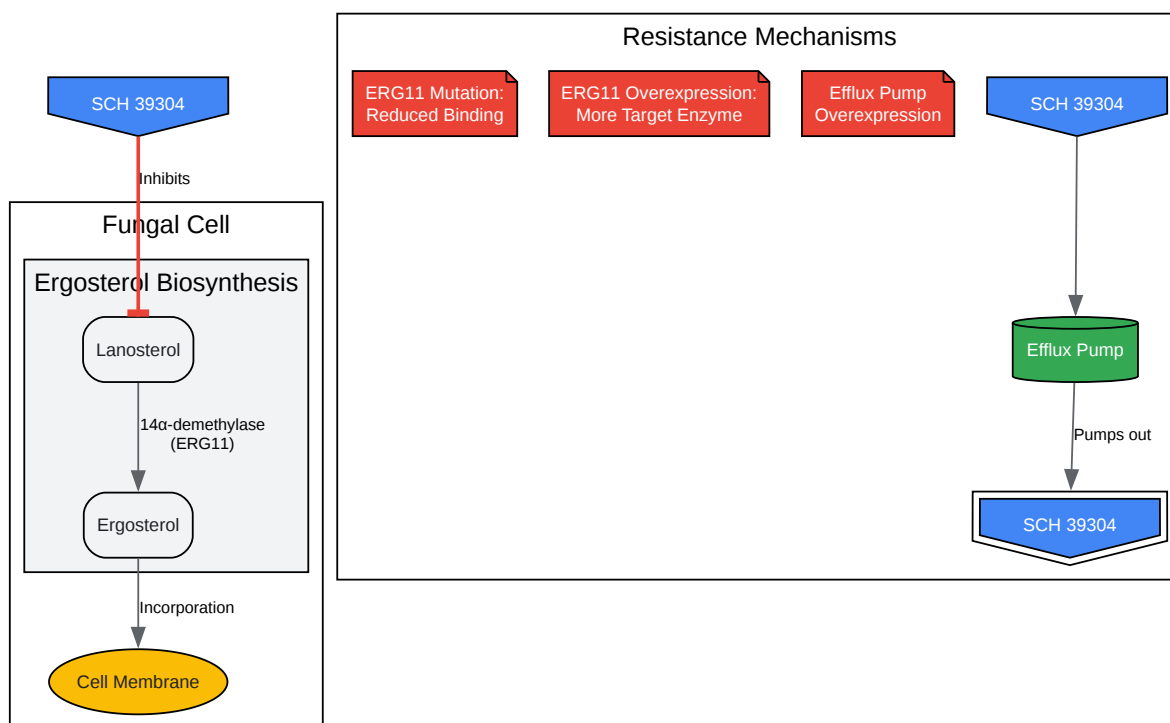 SCH 39304
Inhibits
Fungal Cell
Ergosterol Biosynthesis
Lanosterol
14α-demethylase
(ERG11)
Ergosterol
Incorporation
Cell Membrane
Resistance Mechanisms
ERG11 Mutation:
Reduced Binding
ERG11 Overexpression:
More Target Enzyme
Efflux Pump
Overexpression
SCH 39304
Efflux Pump
Pumps out
SCH 39304